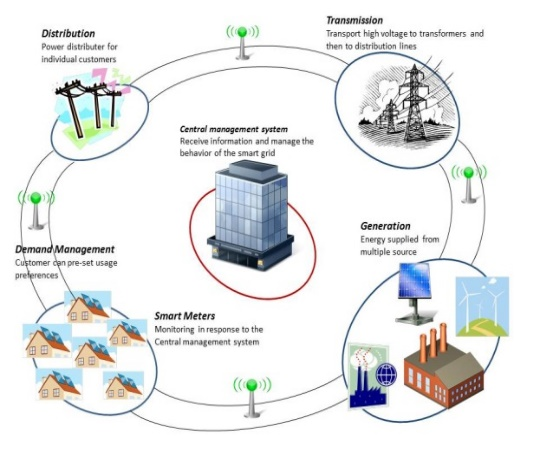 Distribution
Power distributer for
individual customers
Transmission
Transport high voltage to transformers and
then to distribution lines
Central management system
Receive information and manage the
behavior of the smart grid
Generation
Energy supplied from
multiple source
Demand Management
Customer can pre-set usage
preferences
Smart Meters
Monitoring in response to the
Central management system